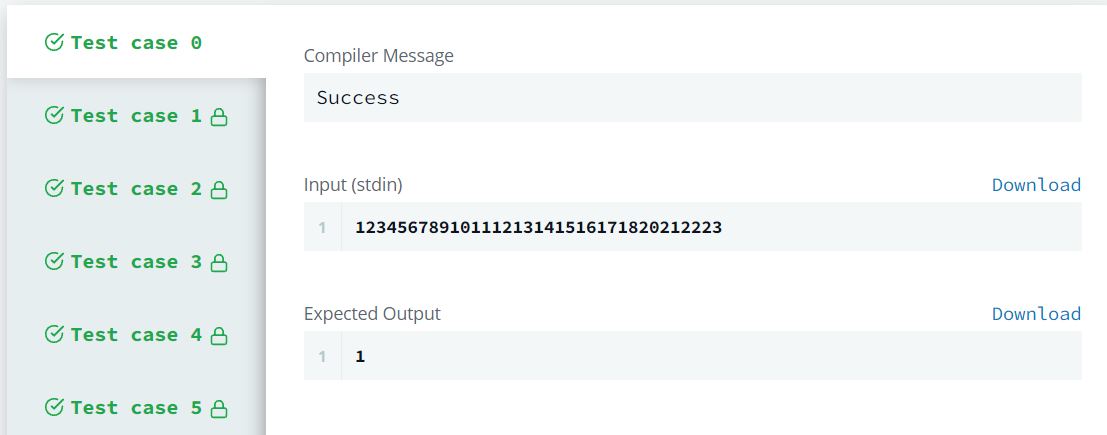 Test case 0
Test case 1
Test case 2
Test case 3
Test case 4
Test case 5
Compiler Message
Success
Input (stdin)
Download
1 12345678910111213141516171820212223
Expected Output
Download
1 1